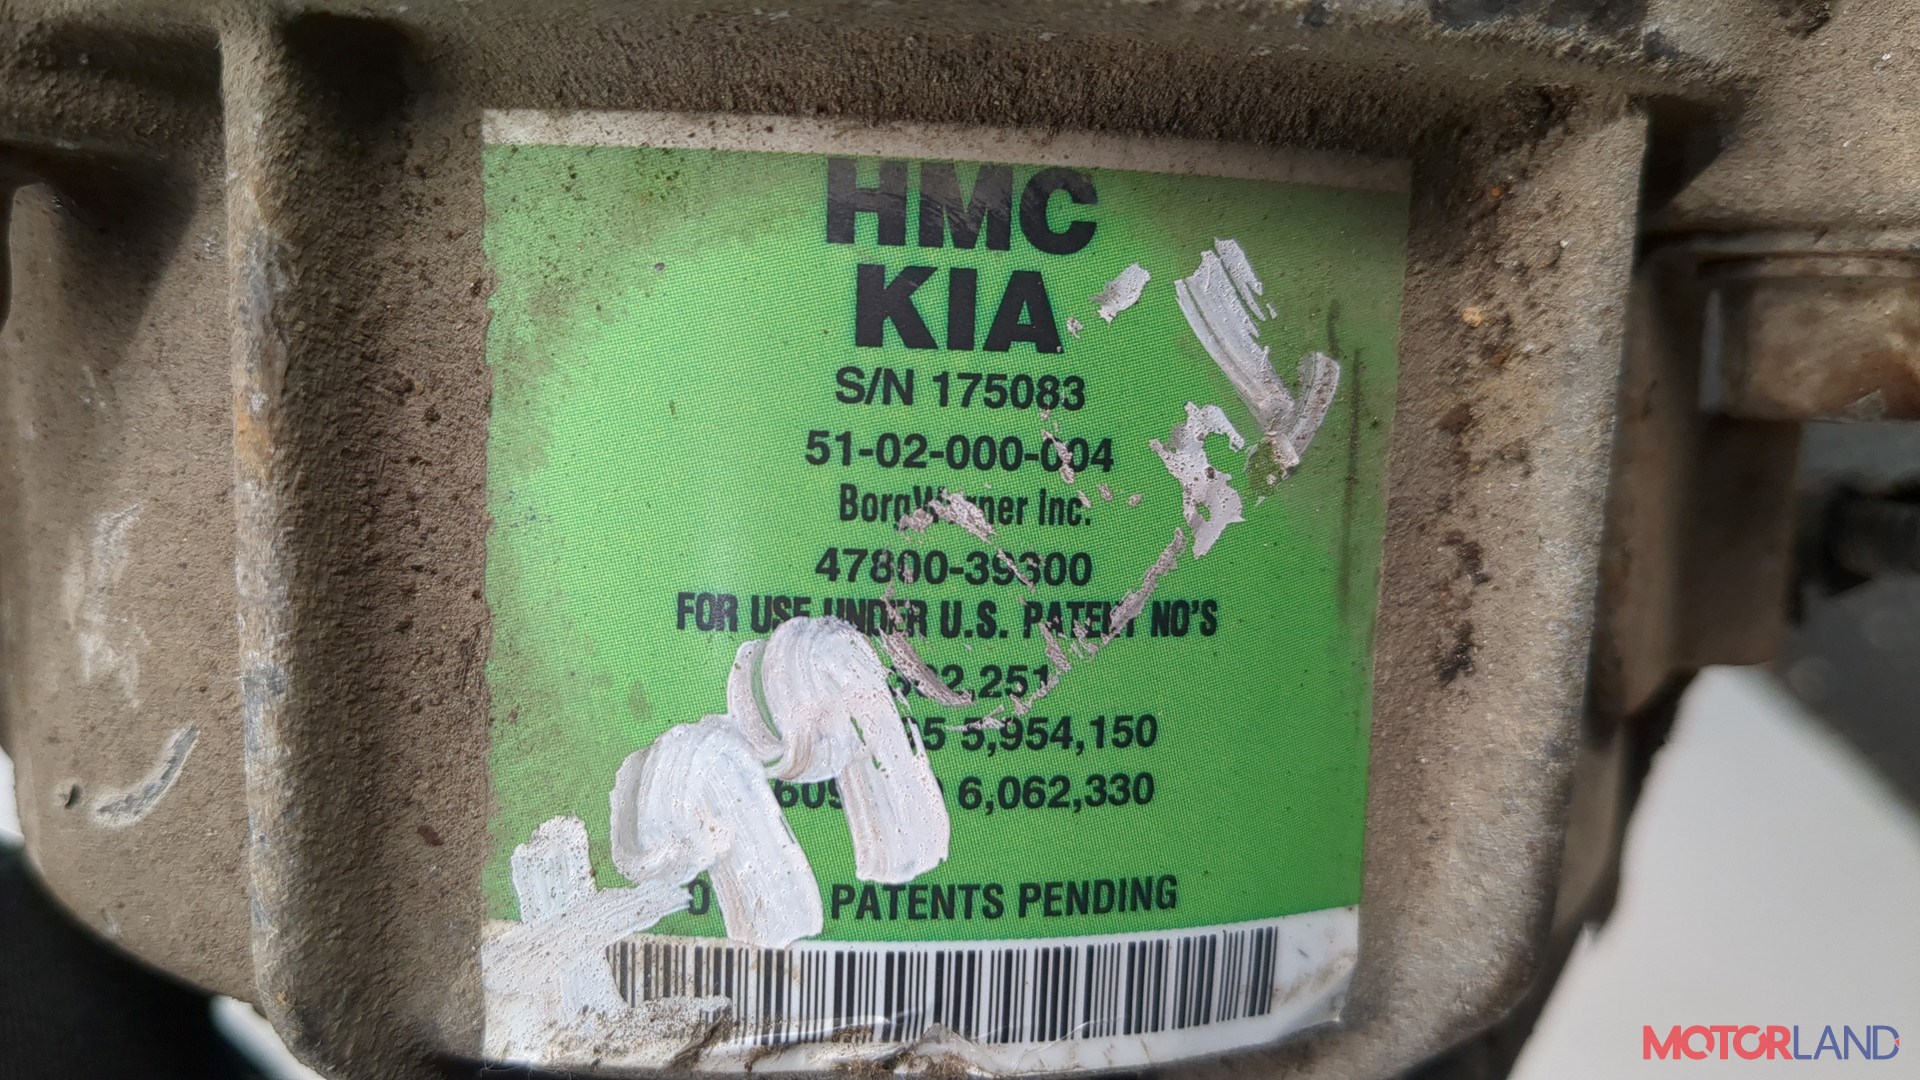 HMC
KIA
S/N 175083
51-02-000-004
BorgWarner Inc.
47800-39300
FOR USE UNDER U.S. PATENT NO'S
5,954,150
6,062,330
PATENTS PENDING
MOTORLAND